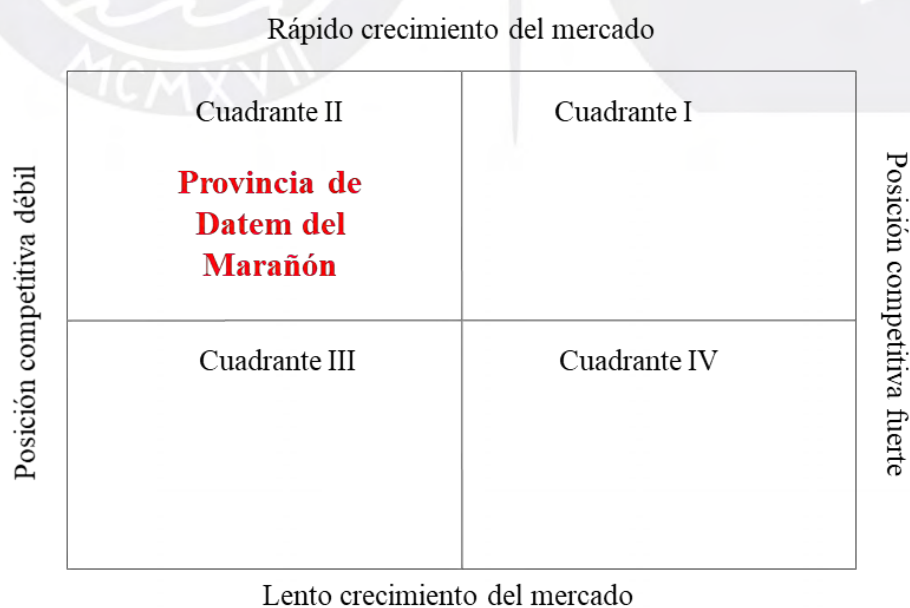 MCMXVII
Rápido crecimiento del mercado
Cuadrante II
Cuadrante I
Provincia de
Datem del
Marañón
Posición competitiva débil
Posición competitiva fuerte
Cuadrante III
Cuadrante IV
Lento crecimiento del mercado